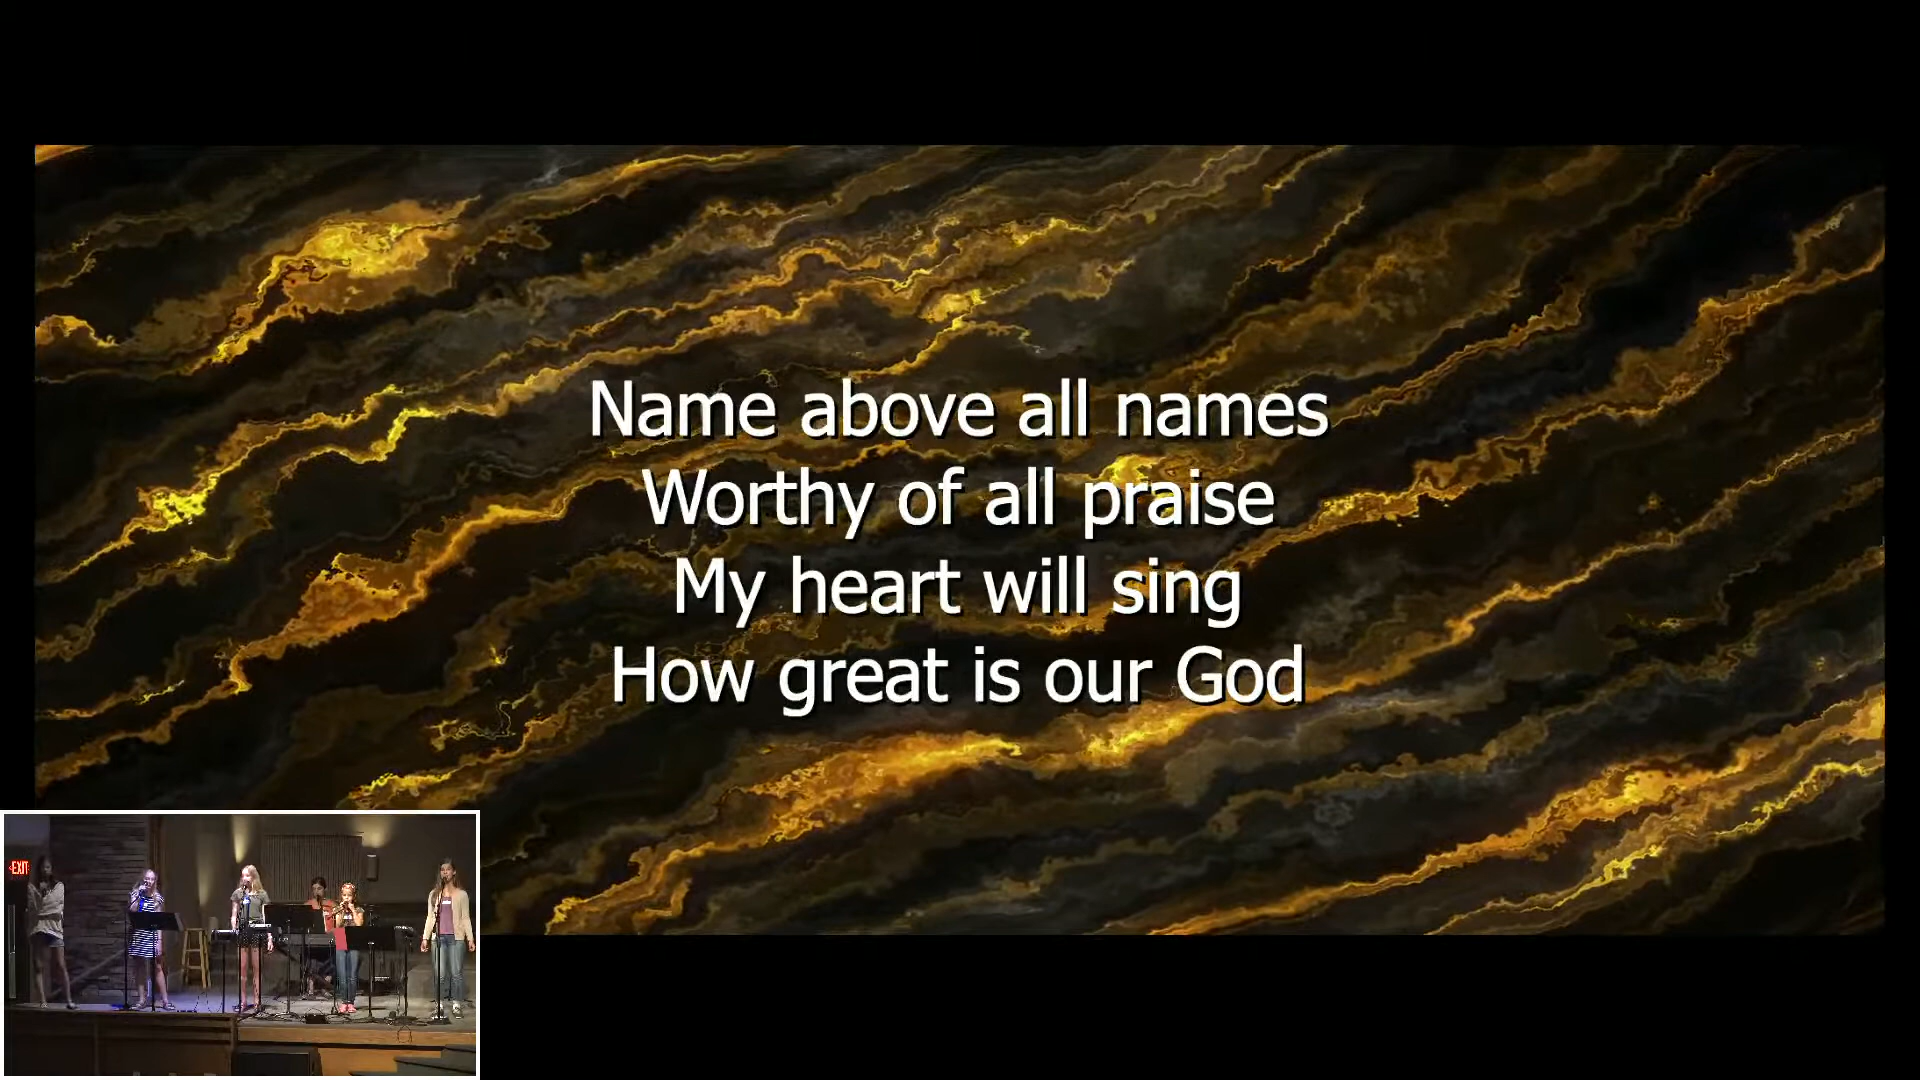 Name above all names
Worthy of all praise
My heart will sing
How great is our God
EXIT